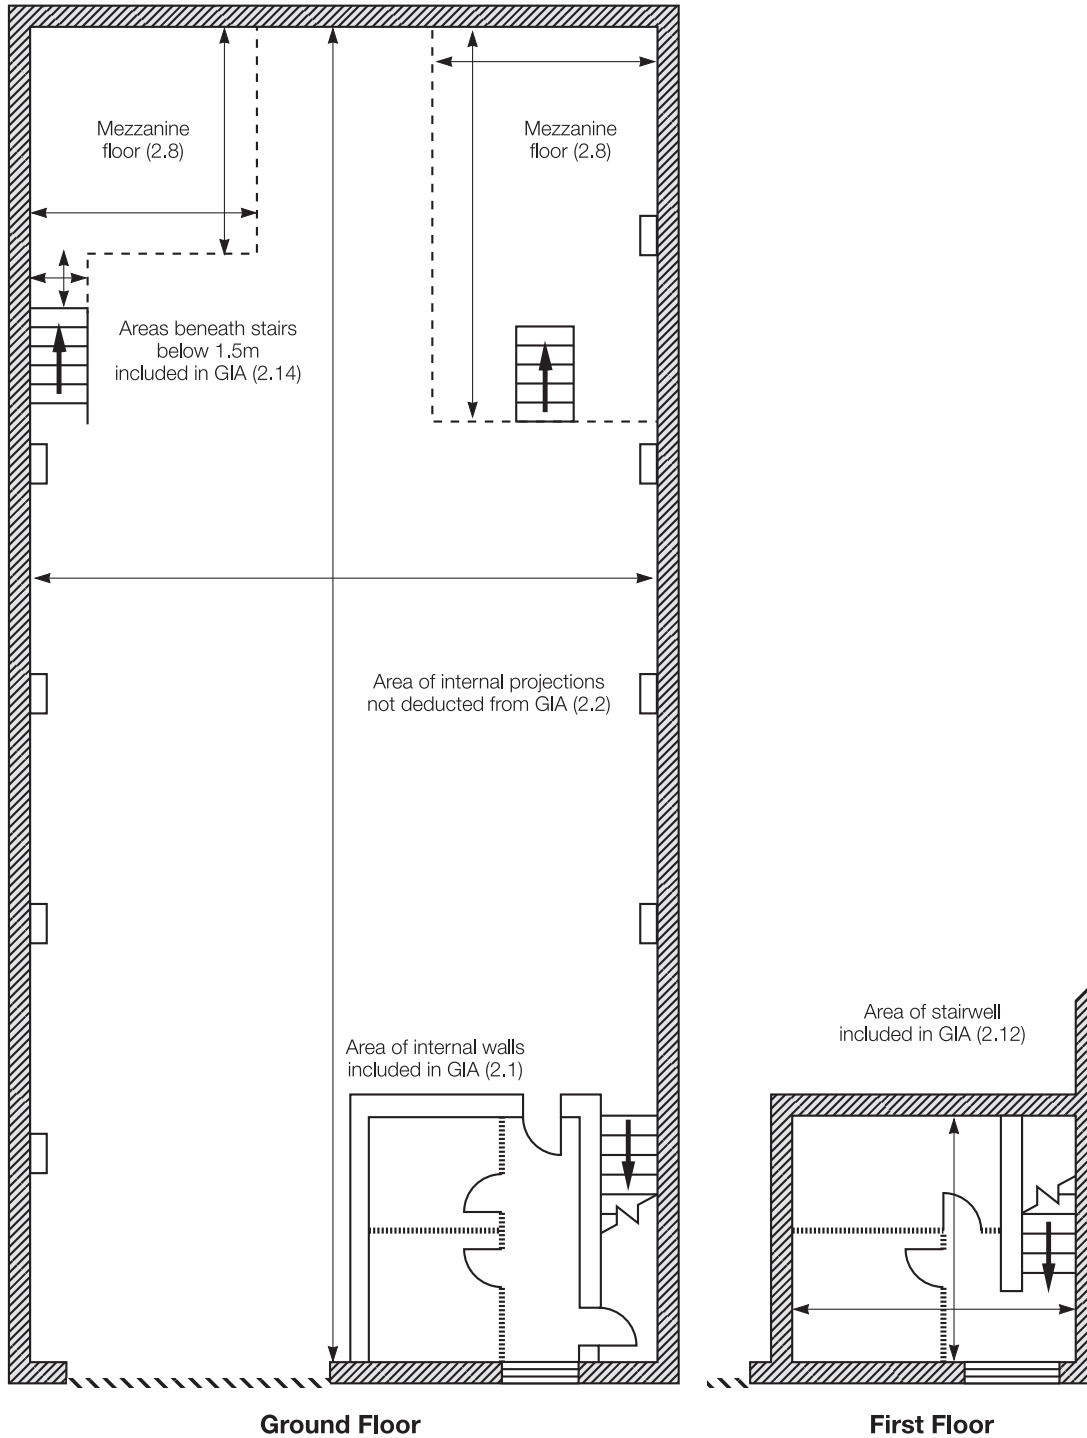 Mezzanine
floor (2.8)
Mezzanine
floor (2.8)
Areas beneath stairs
below 1.5m
included in GIA (2.14)
Area of internal projections
not deducted from GIA (2.2)
Area of internal walls
included in GIA (2.1)
Area of stairwell
included in GIA (2.12)
Ground Floor
First Floor